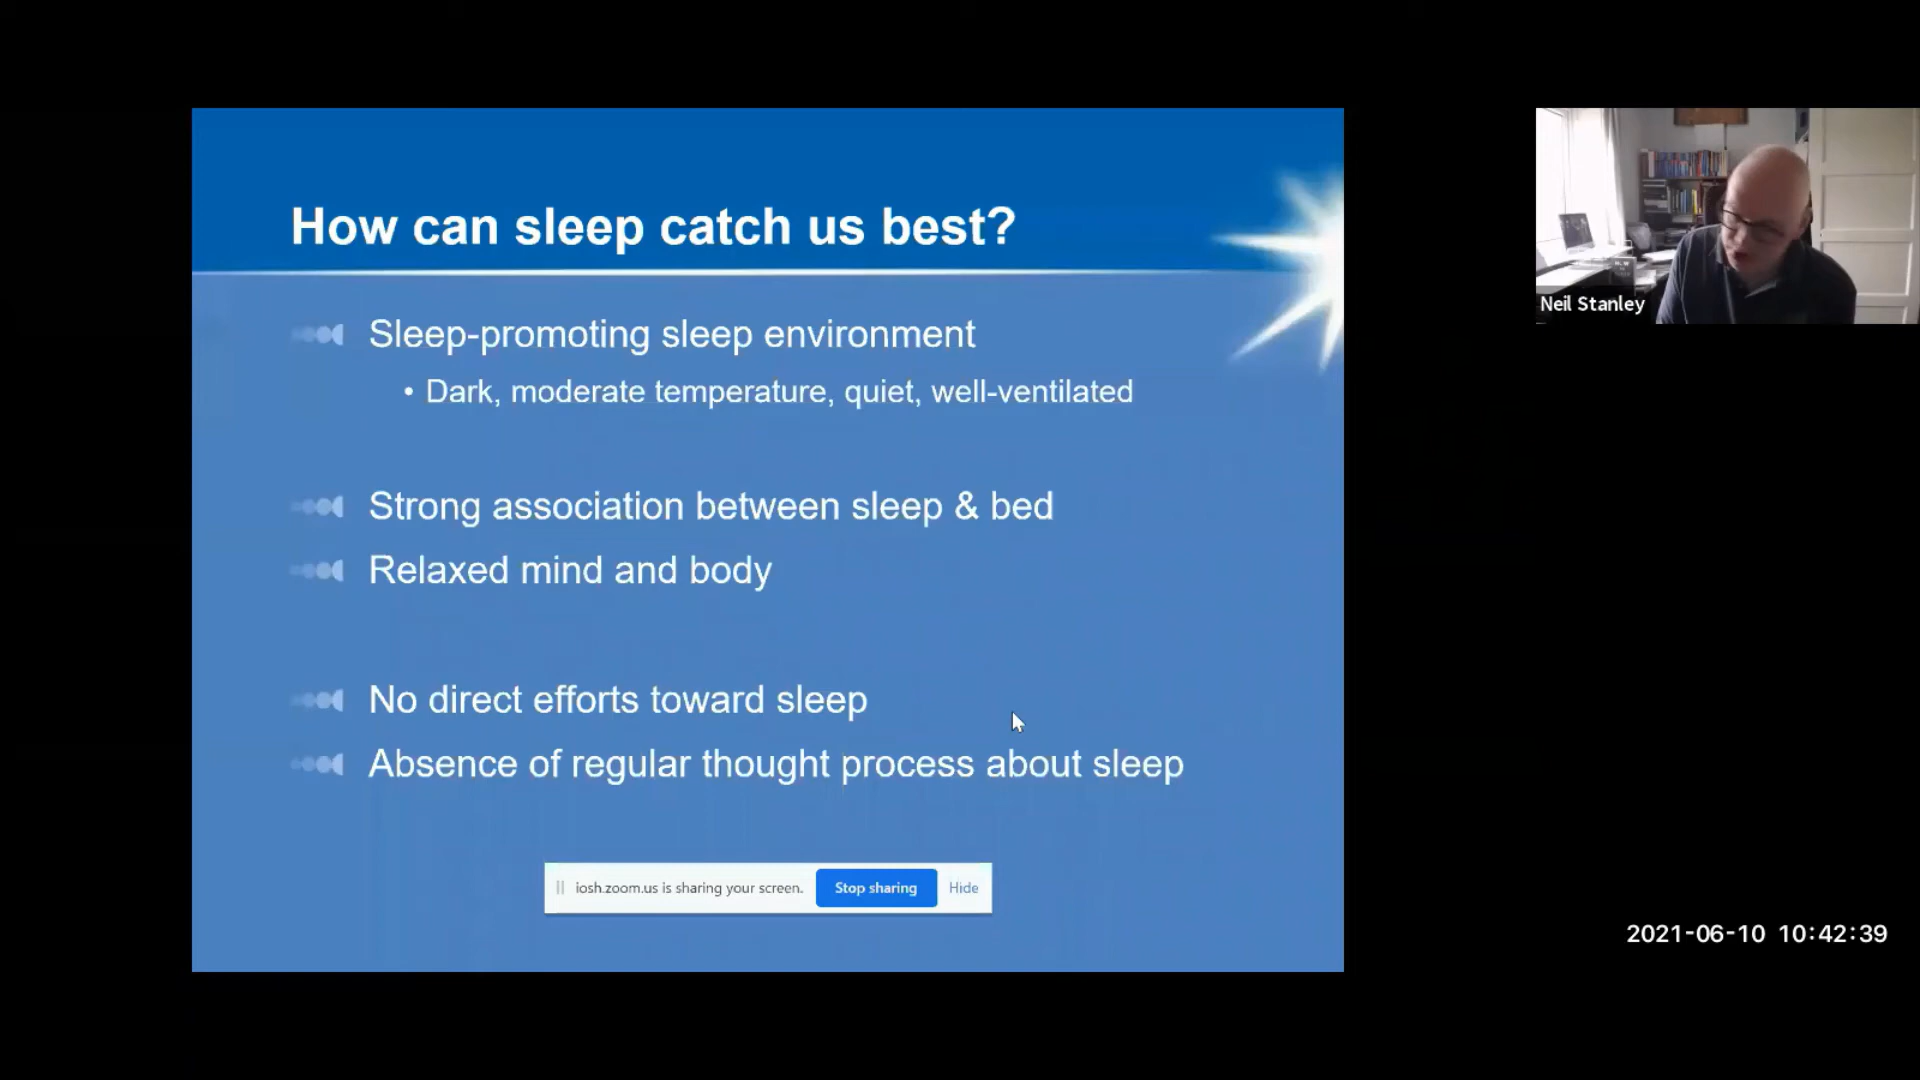 How can sleep catch us best?
Sleep-promoting sleep environment
• Dark, moderate temperature, quiet, well-ventilated
Strong association between sleep & bed
Relaxed mind and body
No direct efforts toward sleep
Absence of regular thought process about sleep
iosh.zoom.us is sharing your screen. Stop sharing Hide
Neil Stanley
2021-06-10 10:42:39